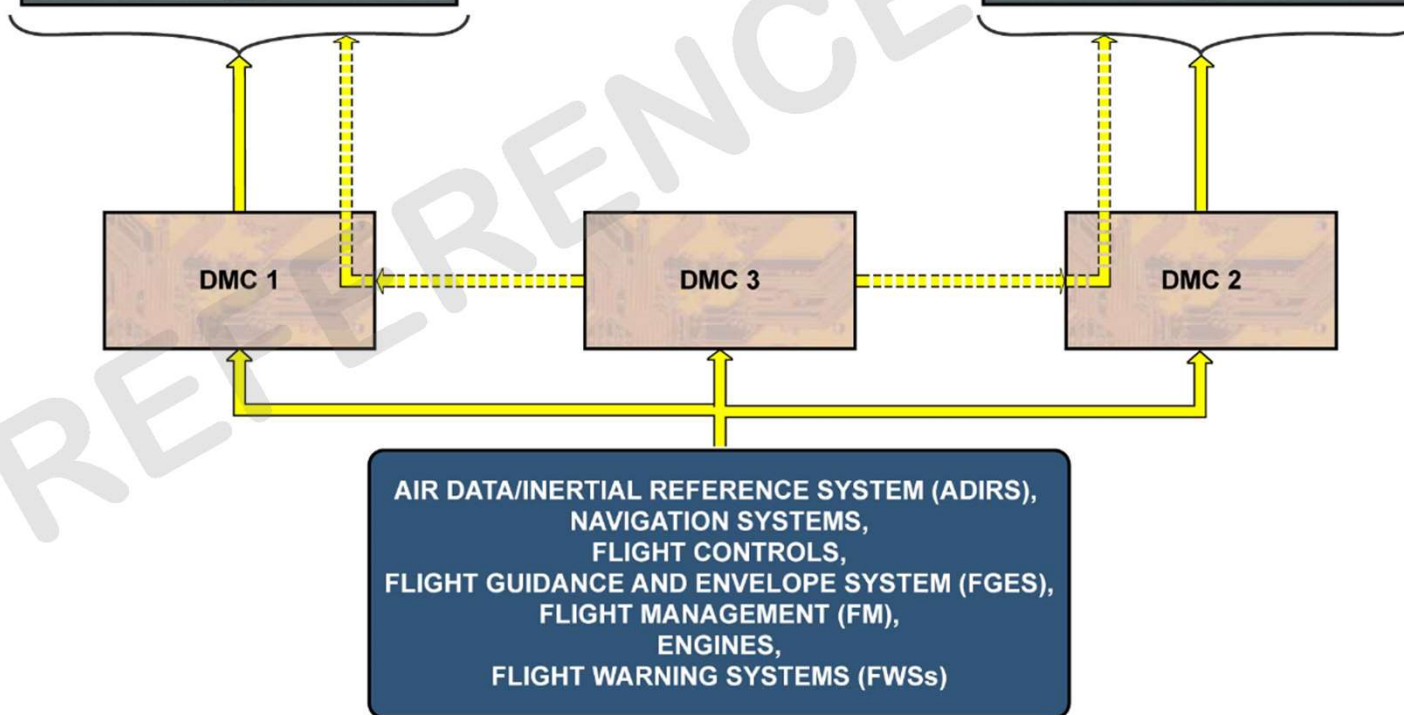 REFERENCE
DMC 1
DMC 3
DMC 2
AIR DATA/INERTIAL REFERENCE SYSTEM (ADIRS),
NAVIGATION SYSTEMS,
FLIGHT CONTROLS,
FLIGHT GUIDANCE AND ENVELOPE SYSTEM (FGES),
FLIGHT MANAGEMENT (FM),
ENGINES,
FLIGHT WARNING SYSTEMS (FWSs)